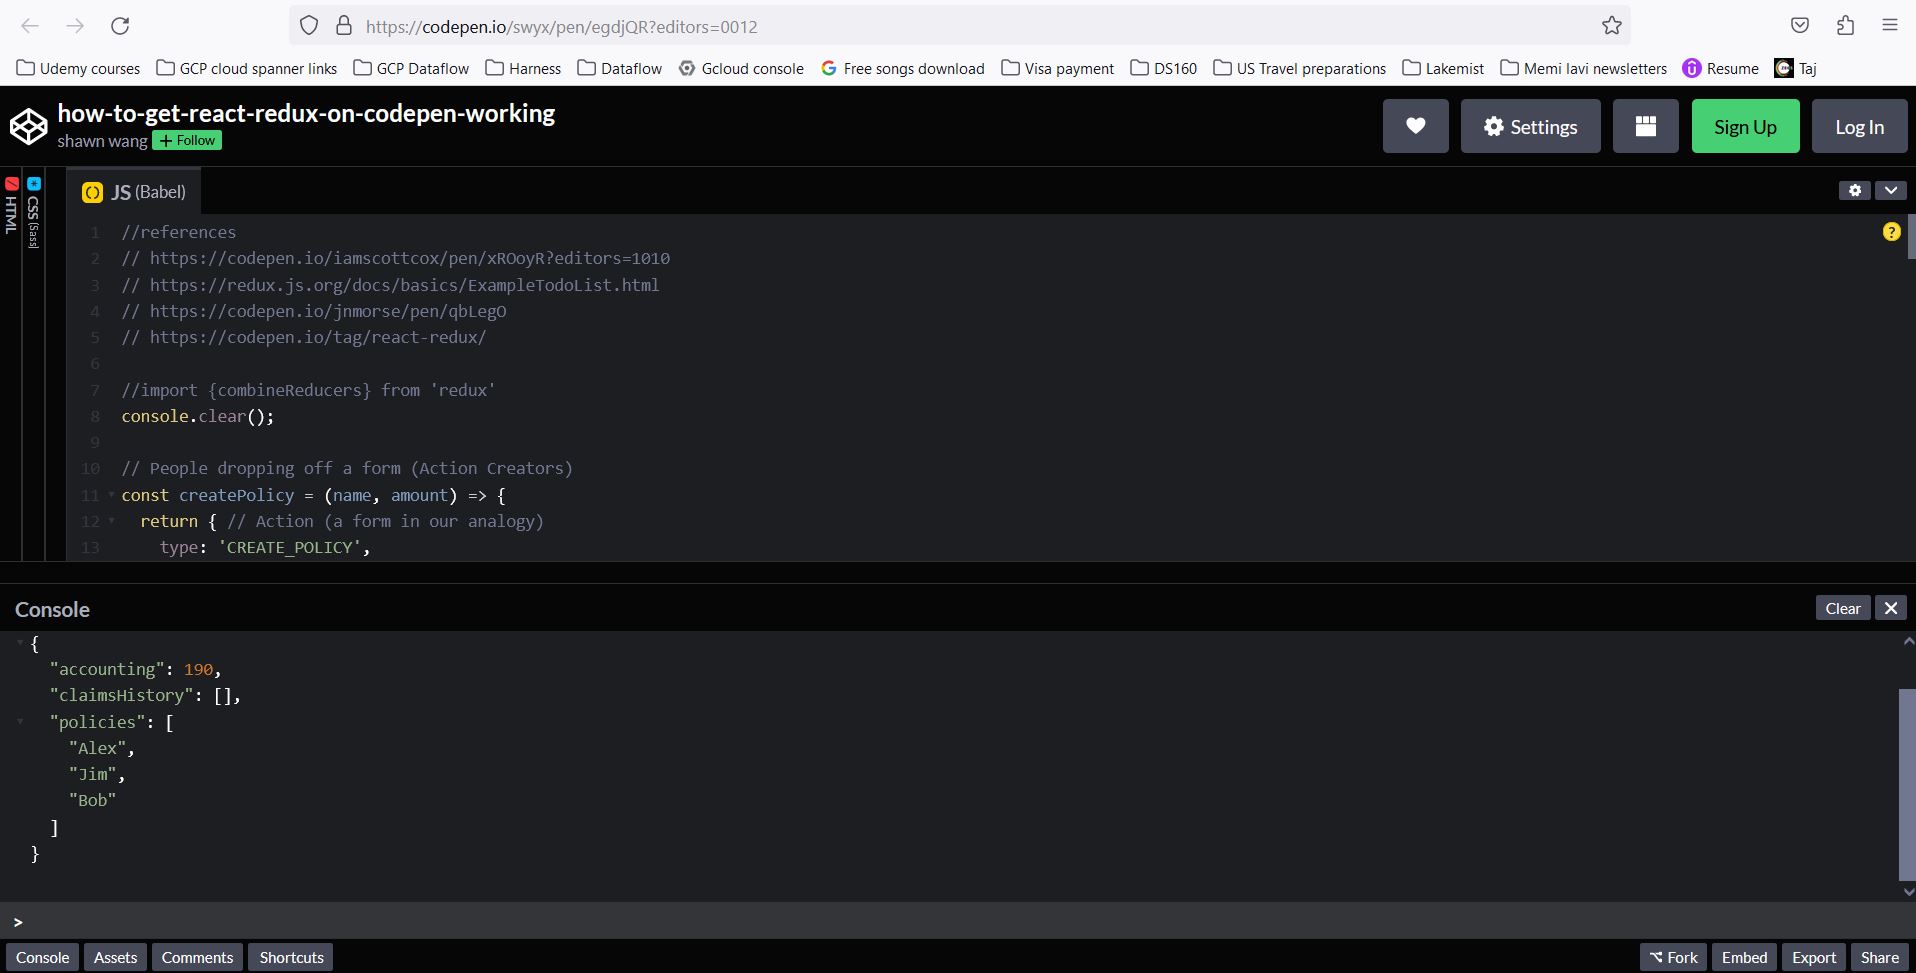 https://codepen.io/swyx/pen/egdjQR?editors=0012
Udemy courses GCP cloud spanner links GCP Dataflow Harness Dataflow Gcloud console Free songs download Visa payment DS160 US Travel preparations Lakemist Memi lavi newsletters Resume Taj
how-to-get-react-redux-on-codepen-working
shawn wang + Follow
Settings Sign Up Log In
HTML
CSS (Sass)
JS (Babel)
1 //references
2 // https://codepen.io/iamscottcox/pen/xROoyR?editors=1010
3 // https://redux.js.org/docs/basics/ExampleTodoList.html
4 // https://codepen.io/jnmorse/pen/qbLegO
5 // https://codepen.io/tag/react-redux/
6
7 //import {combineReducers} from 'redux'
8 console.clear();
9
10 // People dropping off a form (Action Creators)
11 const createPolicy = (name, amount) => {
12 return { // Action (a form in our analogy)
13 type: 'CREATE_POLICY',
?
Console
Clear X
{
"accounting": 190,
"claimsHistory": [],
"policies": [
"Alex",
"Jim",
"Bob"
]
}
>
Console Assets Comments Shortcuts Fork Embed Export Share